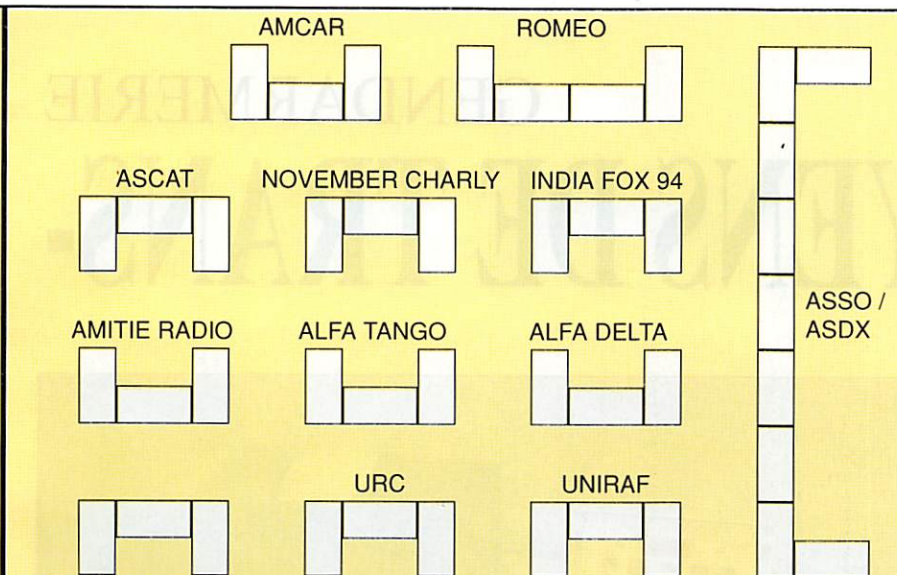 AMCAR
ROMEO
ASCAT
NOVEMBER CHARLY
INDIA FOX 94
ASSO /
ASDX
AMITIE RADIO
ALFA TANGO
ALFA DELTA
URC
UNIRAF